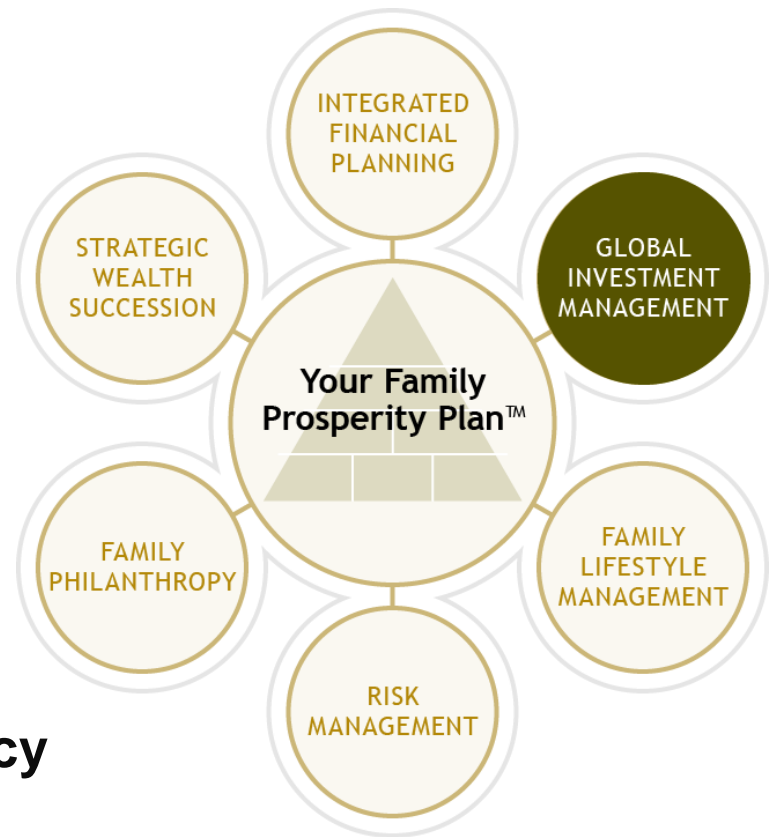 INTEGRATED
FINANCIAL
PLANNING
STRATEGIC
WEALTH
SUCCESSION
GLOBAL
INVESTMENT
MANAGEMENT
Your Family
Prosperity Plan™
FAMILY
PHILANTHROPY
FAMILY
LIFESTYLE
MANAGEMENT
RISK
MANAGEMENT
cy